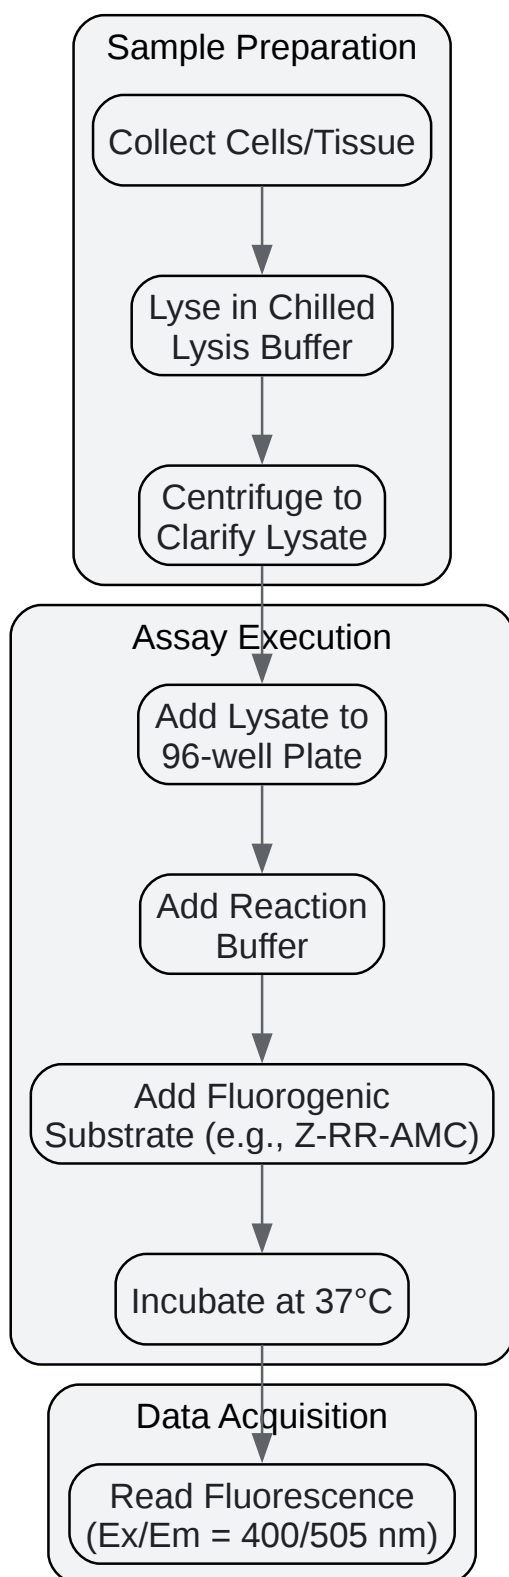 Sample Preparation
Collect Cells/Tissue
Lyse in Chilled
Lysis Buffer
Centrifuge to
Clarify Lysate
Assay Execution
Add Lysate to
96-well Plate
Add Reaction
Buffer
Add Fluorogenic
Substrate (e.g., Z-RR-AMC)
Incubate at 37°C
Data Acquisition
Read Fluorescence
(Ex/Em = 400/505 nm)